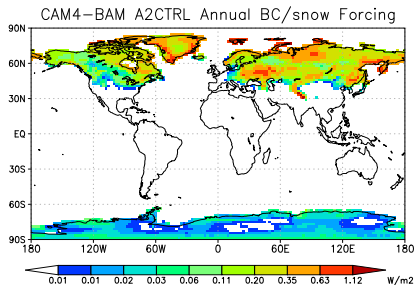 CAM4-BAM A2CTRL Annual BC/snow Forcing
90N
60N
30N
EQ
30S
60S
90S
180 120W 60W 0 60E 120E 180
0.01 0.01 0.02 0.03 0.06 0.11 0.20 0.35 0.63 1.12 W/m2